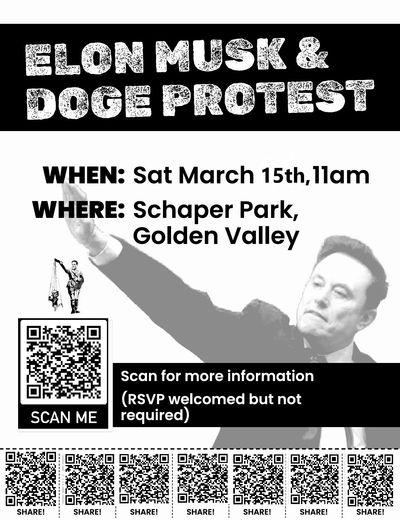 ELON MUSK &
DOGE PROTEST
WHEN: Sat March 15th,11am
WHERE: Schaper Park,
Golden Valley
Scan for more information
(RSVP welcomed but not
required)
SCAN ME
SHARE! SHARE! SHARE! SHARE! SHARE! SHARE! SHARE!